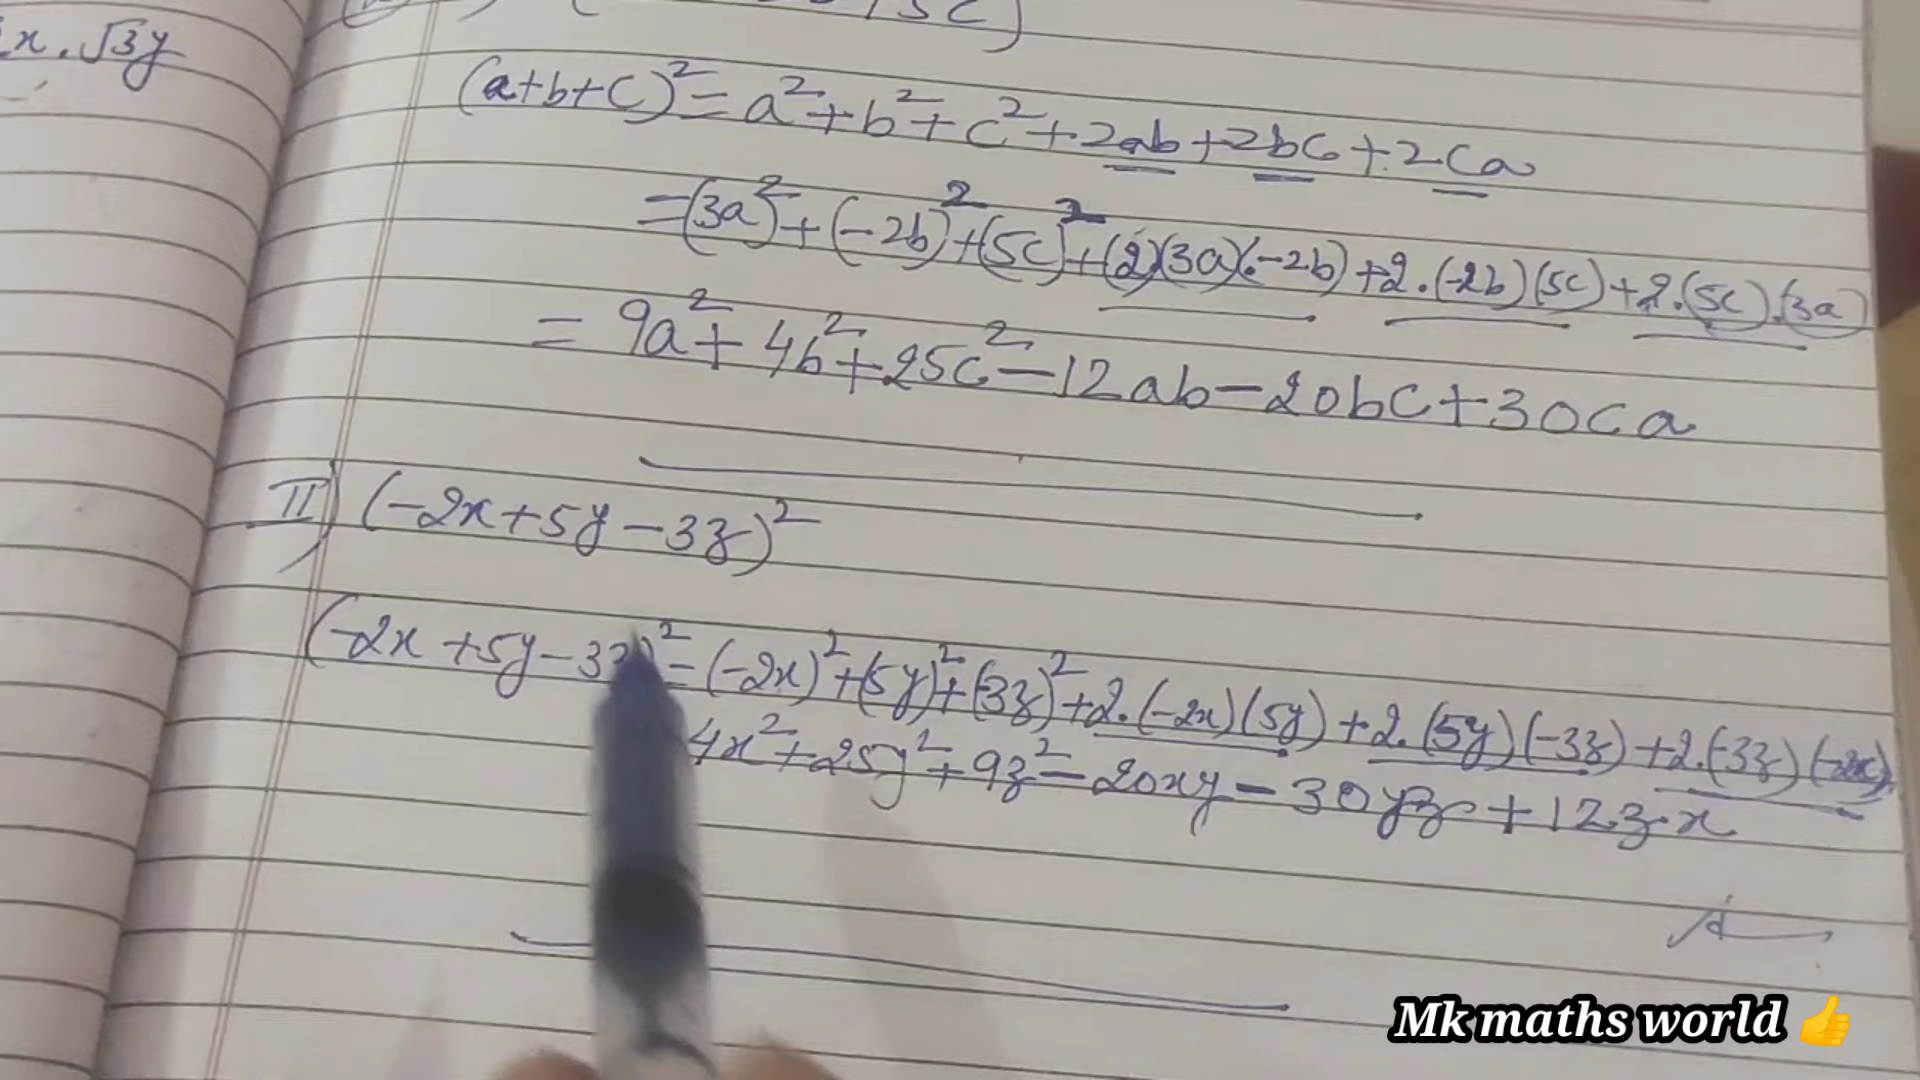 x . √3y
5c)
(a+b+c)² = a² + b² + c² + 2ab + 2bc + 2ca
= (3a)² + (-2b)² + (5c)² + (2)(3a)(-2b) + 2.(-2b)(5c) + 2.(5c).(3a)
= 9a² + 4b² + 25c² - 12ab - 20bc + 30ca
II) (-2x + 5y - 3z)²
(-2x + 5y - 3z)² = (-2x)² + (5y)² + (-3z)² + 2.(-2x)(5y) + 2.(5y)(-3z) + 2.(-3z)(-2x)
4x² + 25y² + 9z² - 20xy - 30yz + 12z.x
Mk maths world 👍